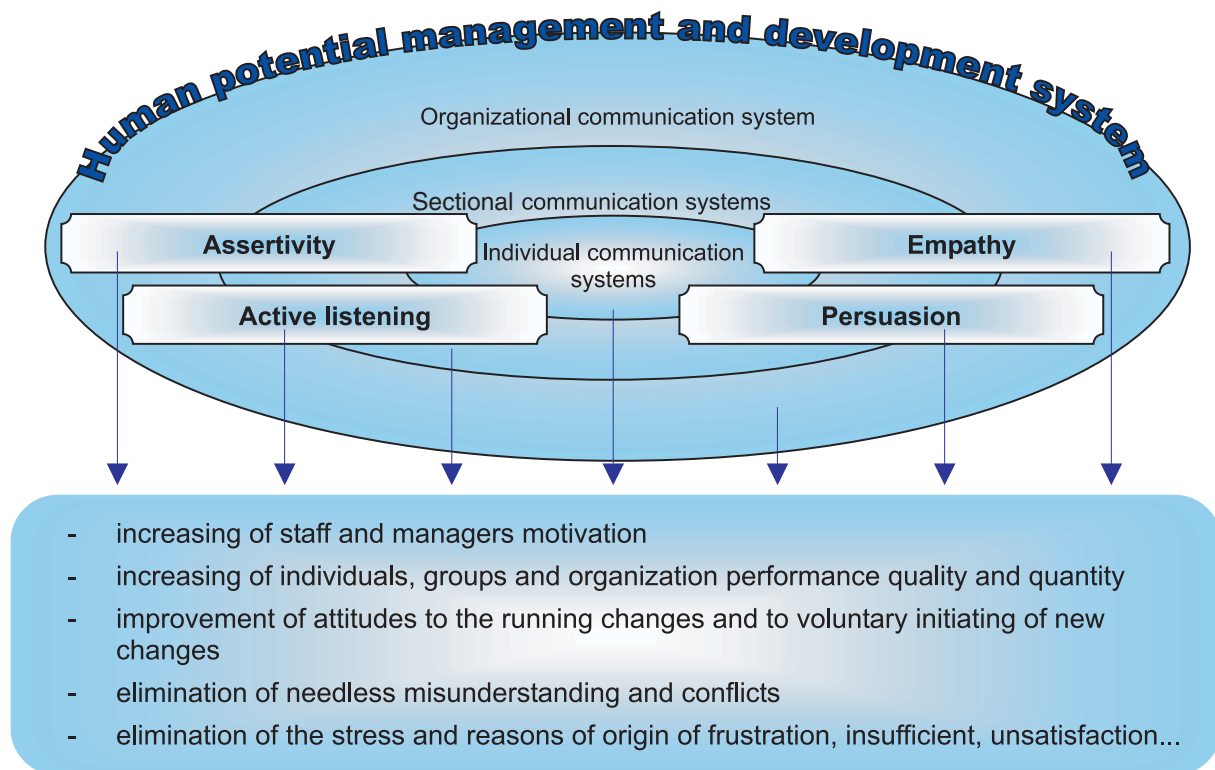 Human potential management and development system
Organizational communication system
Sectional communication systems
Individual communication
systems
Assertivity
Empathy
Active listening
Persuasion
- increasing of staff and managers motivation
- increasing of individuals, groups and organization performance quality and quantity
- improvement of attitudes to the running changes and to voluntary initiating of new
changes
- elimination of needless misunderstanding and conflicts
- elimination of the stress and reasons of origin of frustration, insufficient, unsatisfaction...